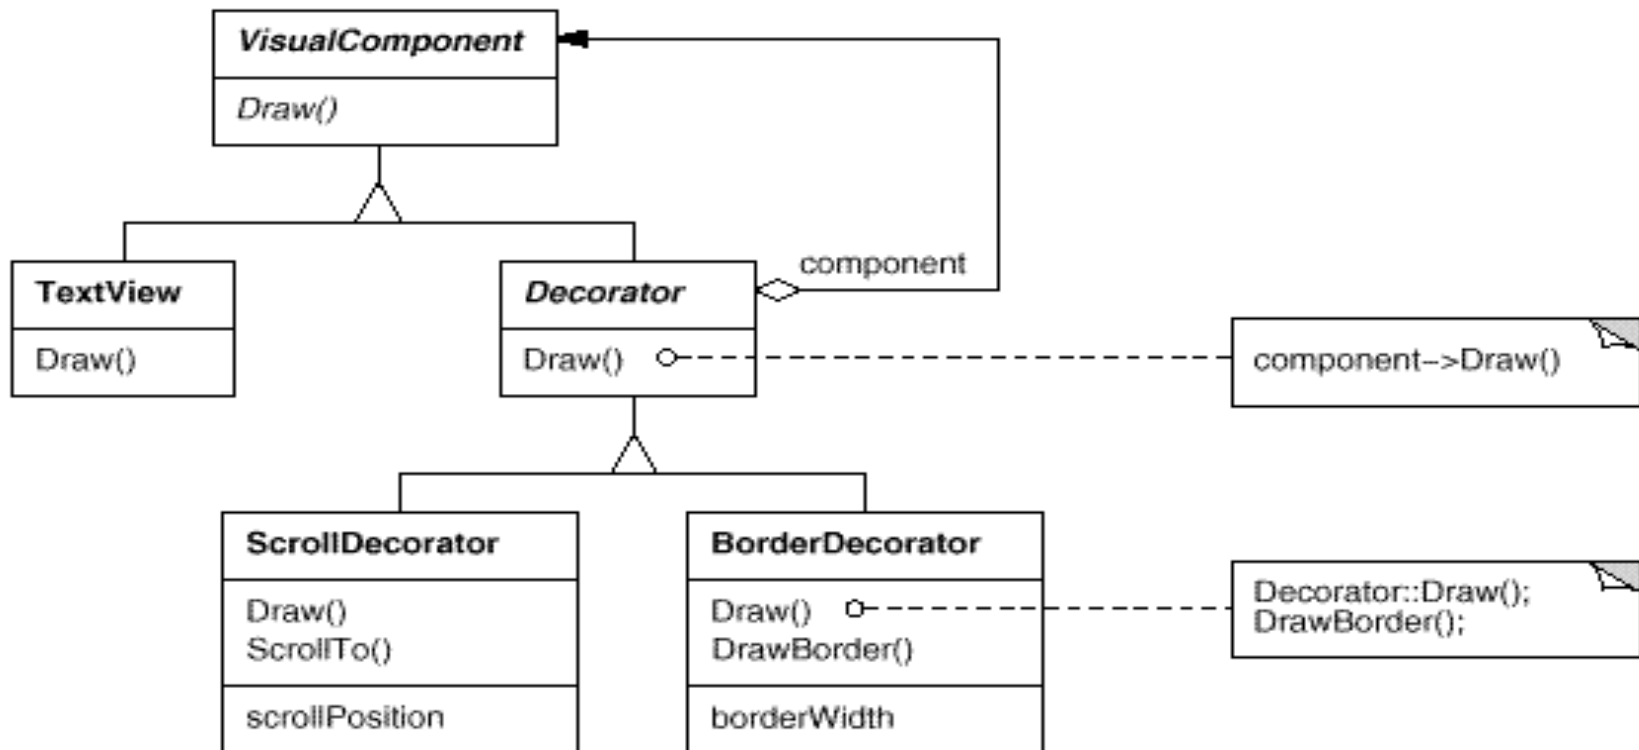 VisualComponent
Draw()
TextView
Draw()
Decorator
Draw()
component
component–>Draw()
ScrollDecorator
Draw()
ScrollTo()
scrollPosition
BorderDecorator
Draw()
DrawBorder()
borderWidth
Decorator::Draw();
DrawBorder();